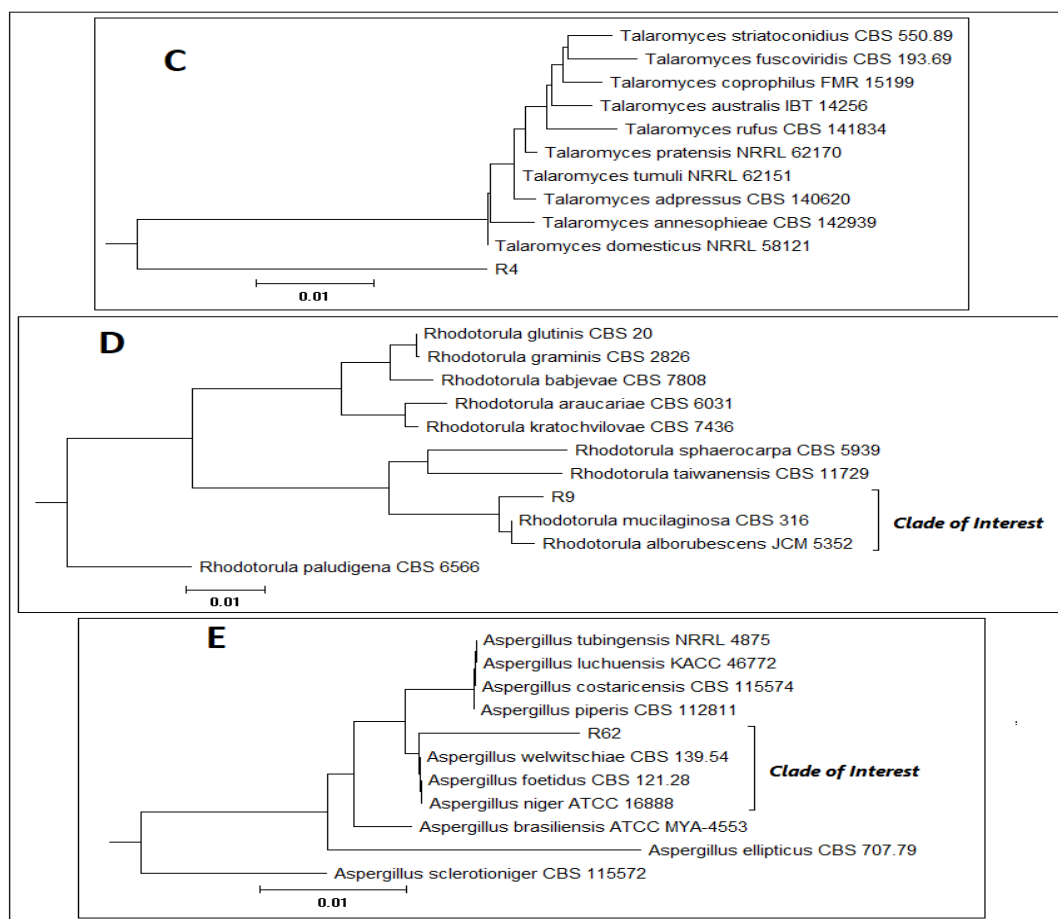 C
Talaromyces striatoconidius CBS 550.89
Talaromyces fuscoviridis CBS 193.69
Talaromyces coprophilus FMR 15199
Talaromyces australis IBT 14256
Talaromyces rufus CBS 141834
Talaromyces pratensis NRRL 62170
Talaromyces tumuli NRRL 62151
Talaromyces adpressus CBS 140620
Talaromyces annesophieae CBS 142939
Talaromyces domesticus NRRL 58121
R4
0.01
D
Rhodotorula glutinis CBS 20
Rhodotorula graminis CBS 2826
Rhodotorula babjevae CBS 7808
Rhodotorula araucariae CBS 6031
Rhodotorula kratochvilovae CBS 7436
Rhodotorula sphaerocarpa CBS 5939
Rhodotorula taiwanensis CBS 11729
R9
Rhodotorula mucilaginosa CBS 316
Clade of Interest
Rhodotorula alborubescens JCM 5352
Rhodotorula paludigena CBS 6566
0.01
E
Aspergillus tubingensis NRRL 4875
Aspergillus luchuensis KACC 46772
Aspergillus costaricensis CBS 115574
Aspergillus piperis CBS 112811
R62
Aspergillus welwitschiae CBS 139.54
Clade of Interest
Aspergillus foetidus CBS 121.28
Aspergillus niger ATCC 16888
Aspergillus brasiliensis ATCC MYA-4553
Aspergillus ellipticus CBS 707.79
Aspergillus sclerotioniger CBS 115572
0.01